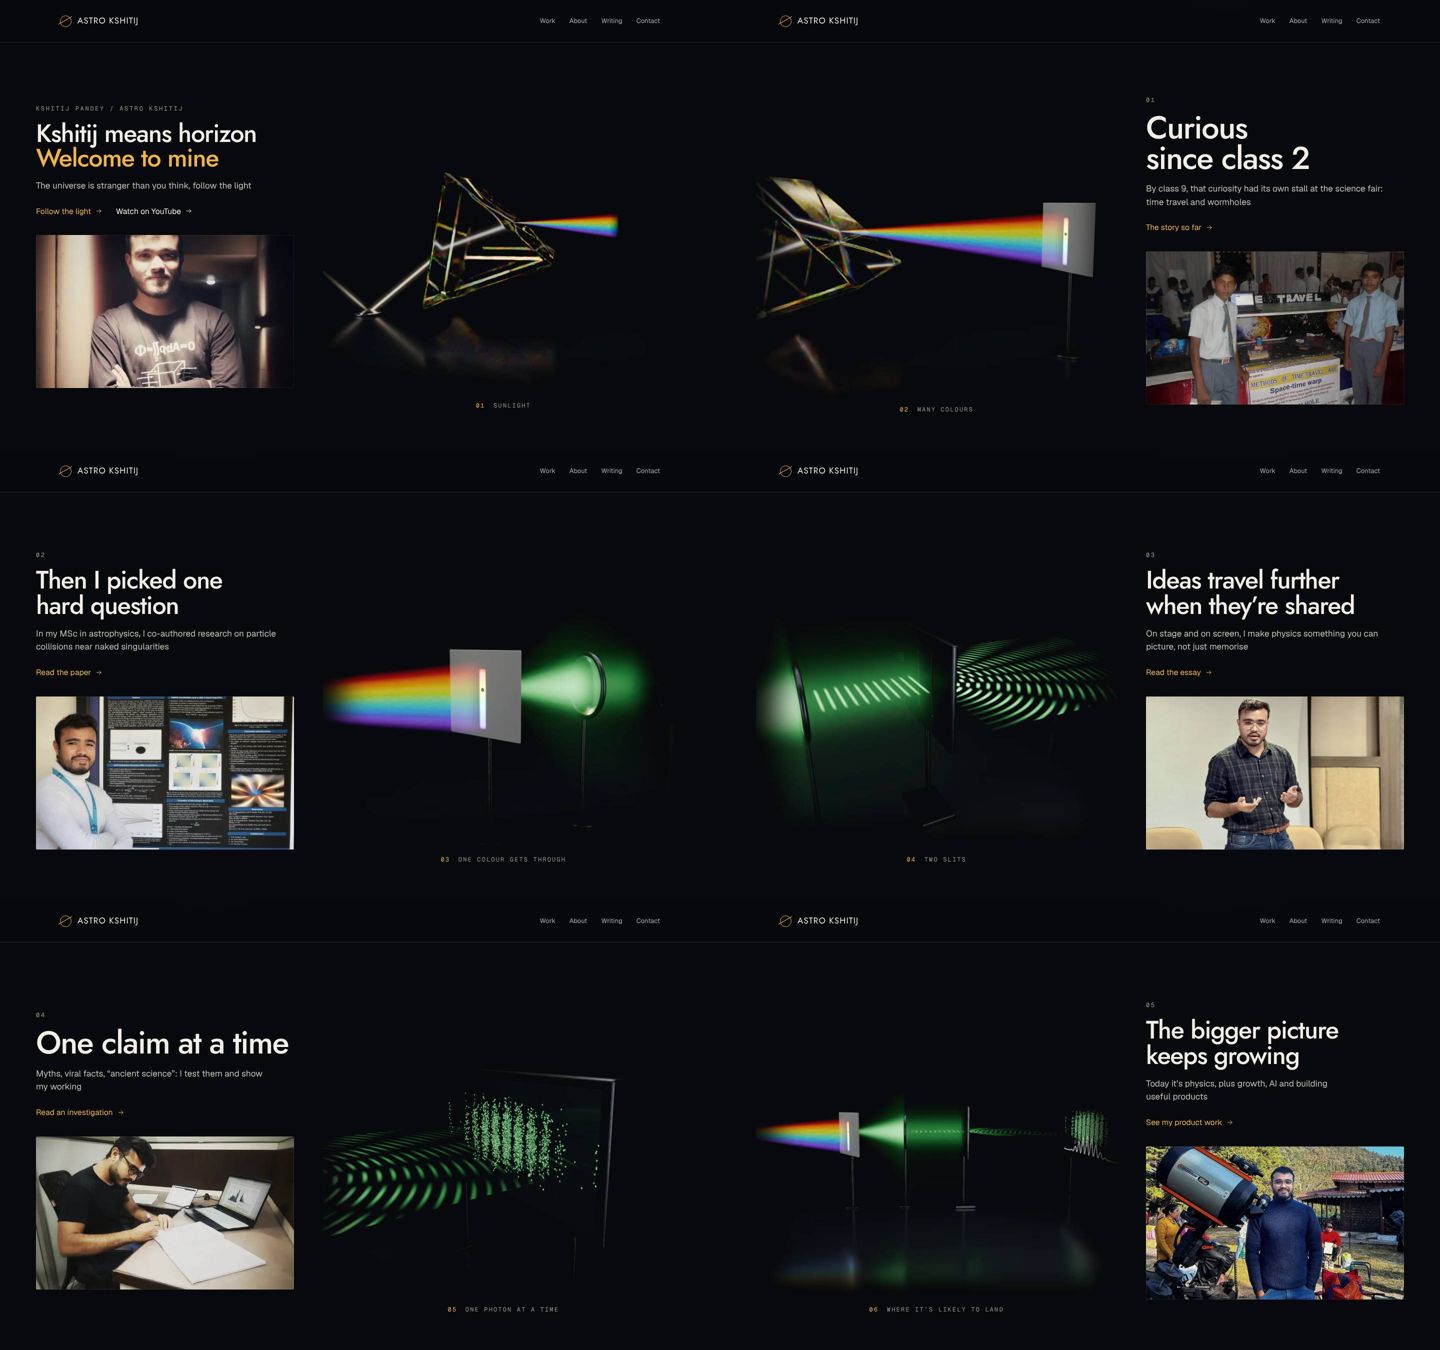 ASTRO KSHITIJ
Work About Writing Contact
KSHITIJ PANDEY / ASTRO KSHITIJ
Kshitij means horizon
Welcome to mine
The universe is stranger than you think, follow the light
Follow the light → Watch on YouTube →
01 SUNLIGHT
ASTRO KSHITIJ
Work About Writing Contact
01
Curious
since class 2
By class 9, that curiosity had its own stall at the science fair:
time travel and wormholes
The story so far →
TRAVEL
METHODS OF TIME TRAVEL
Space-time warp
02 MANY COLOURS
ASTRO KSHITIJ
Work About Writing Contact
02
Then I picked one
hard question
In my MSc in astrophysics, I co-authored research on particle
collisions near naked singularities
Read the paper →
03 ONE COLOUR GETS THROUGH
ASTRO KSHITIJ
Work About Writing Contact
03
Ideas travel further
when they're shared
On stage and on screen, I make physics something you can
picture, not just memorise
Read the essay →
04 TWO SLITS
ASTRO KSHITIJ
Work About Writing Contact
04
One claim at a time
Myths, viral facts, “ancient science”: I test them and show
my working
Read an investigation →
05 ONE PHOTON AT A TIME
ASTRO KSHITIJ
Work About Writing Contact
05
The bigger picture
keeps growing
Today it's physics, plus growth, AI and building
useful products
See my product work →
06 WHERE IT'S LIKELY TO LAND